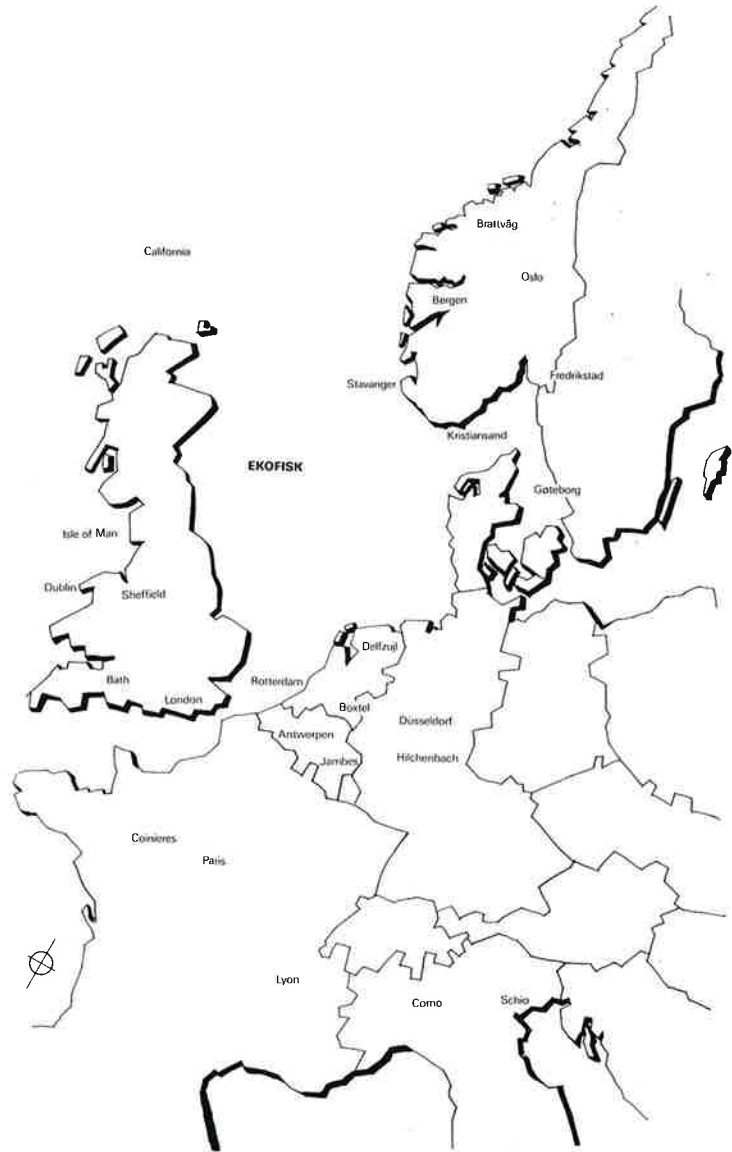 Brattvåg
California
Oslo
Bergen
Fredrikstad
Stavanger
Kristiansand
EKOFISK
Gøteborg
Isle of Man
Dublin
Sheffield
Delfzujl
Bath
Rotterdam
London
Boxtel
Düsseldorf
Antwerpen
Jambes
Hilchenbach
Coinieres
Paris
Lyon
Como
Schio